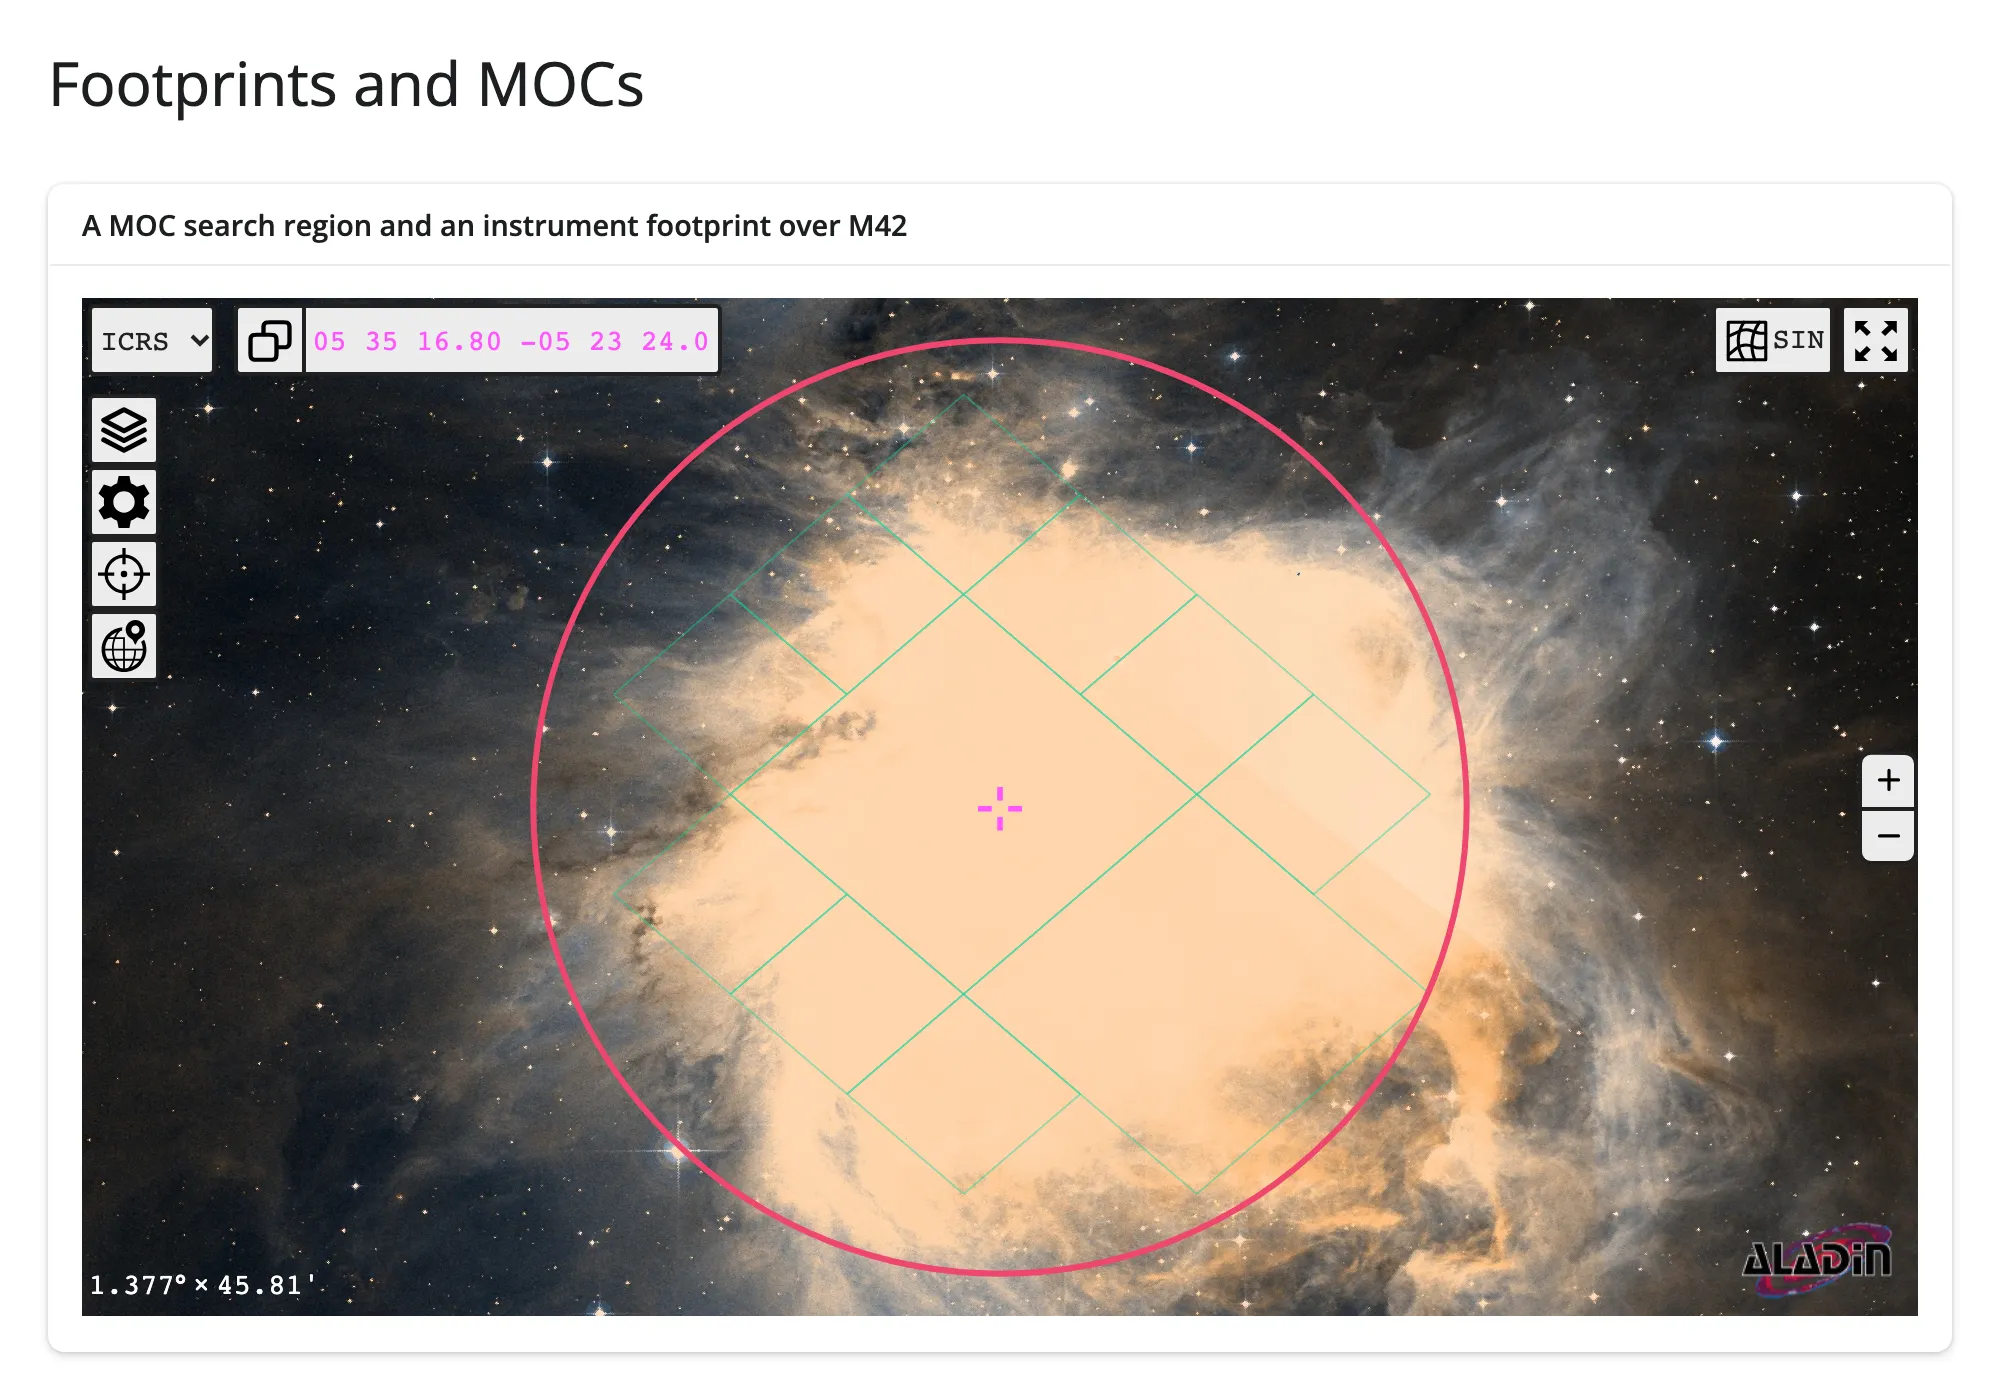 Footprints and MOCs
A MOC search region and an instrument footprint over M42
ICRS 05 35 16.80 -05 23 24.0 SIN
+
−
1.377°×45.81'
ALADin